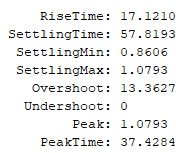 RiseTime: 17.1210
SettlingTime: 57.8193
SettlingMin: 0.8606
SettlingMax: 1.0793
Overshoot: 13.3627
Undershoot: 0
Peak: 1.0793
PeakTime: 37.4284